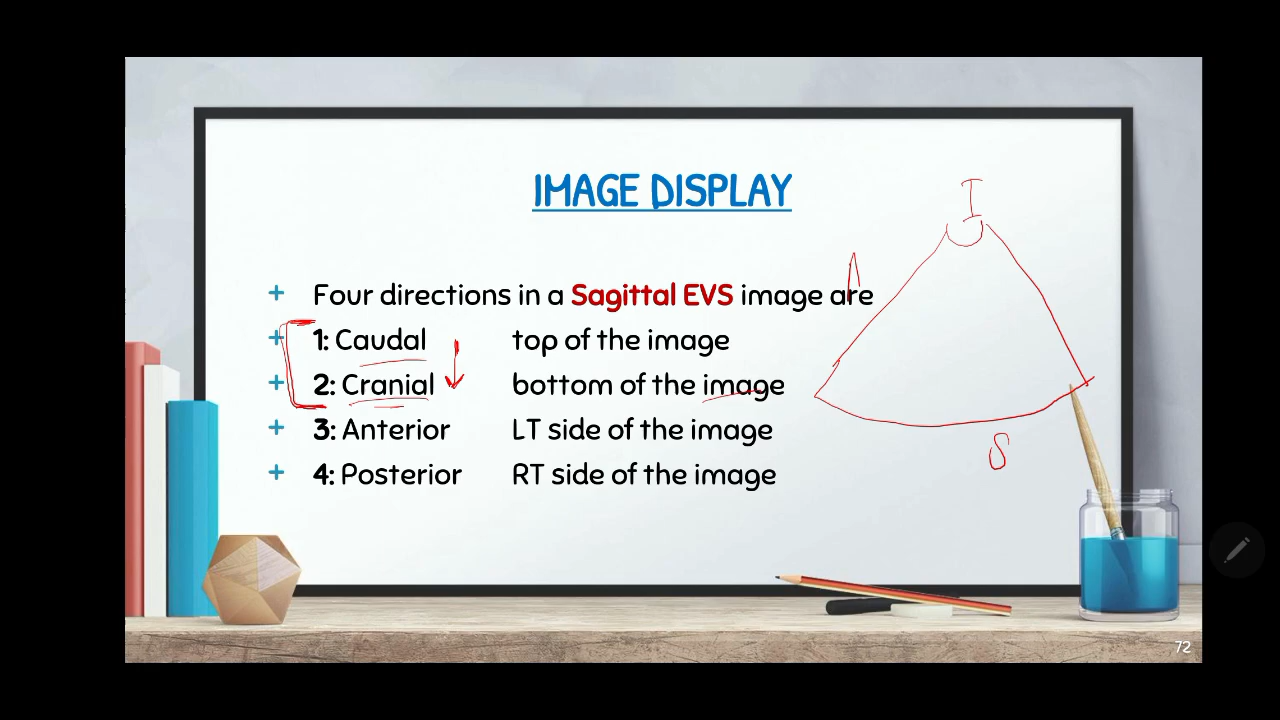 IMAGE DISPLAY
I
+ Four directions in a Sagittal EVS image are
+ 1: Caudal top of the image
+ 2: Cranial bottom of the image
+ 3: Anterior LT side of the image
+ 4: Posterior RT side of the image
S
72